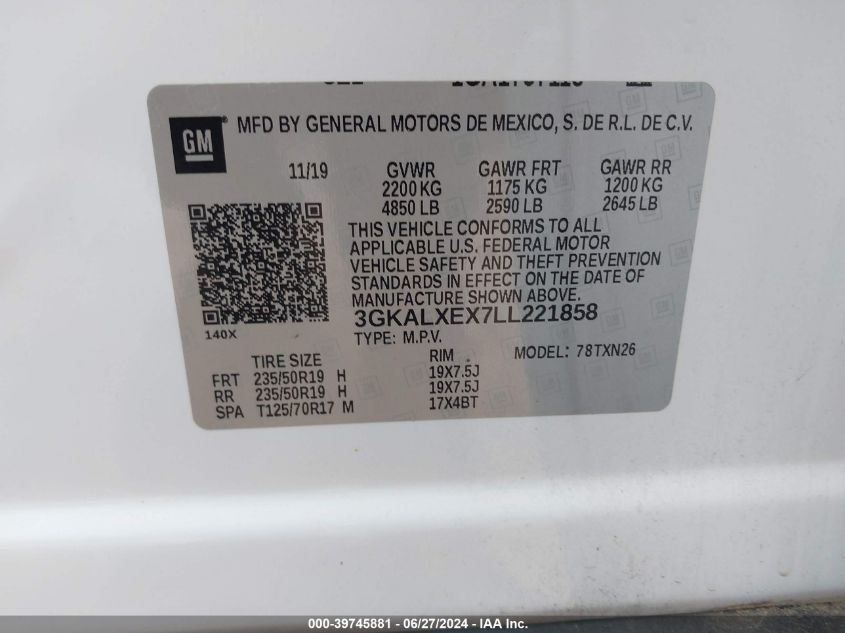 MFD BY GENERAL MOTORS DE MEXICO, S. DE R.L. DE C.V.
GM
11/19 GVWR GAWR FRT GAWR RR
2200 KG 1175 KG 1200 KG
4850 LB 2590 LB 2645 LB
THIS VEHICLE CONFORMS TO ALL
APPLICABLE U.S. FEDERAL MOTOR
VEHICLE SAFETY AND THEFT PREVENTION
STANDARDS IN EFFECT ON THE DATE OF
MANUFACTURE SHOWN ABOVE.
3GKALXEX7LL221858
140X
TYPE: M.P.V. MODEL: 78TXN26
TIRE SIZE RIM
FRT 235/50R19 H 19X7.5J
RR 235/50R19 H 19X7.5J
SPA T125/70R17 M 17X4BT
000-39745881 - 06/27/2024 - IAA Inc.